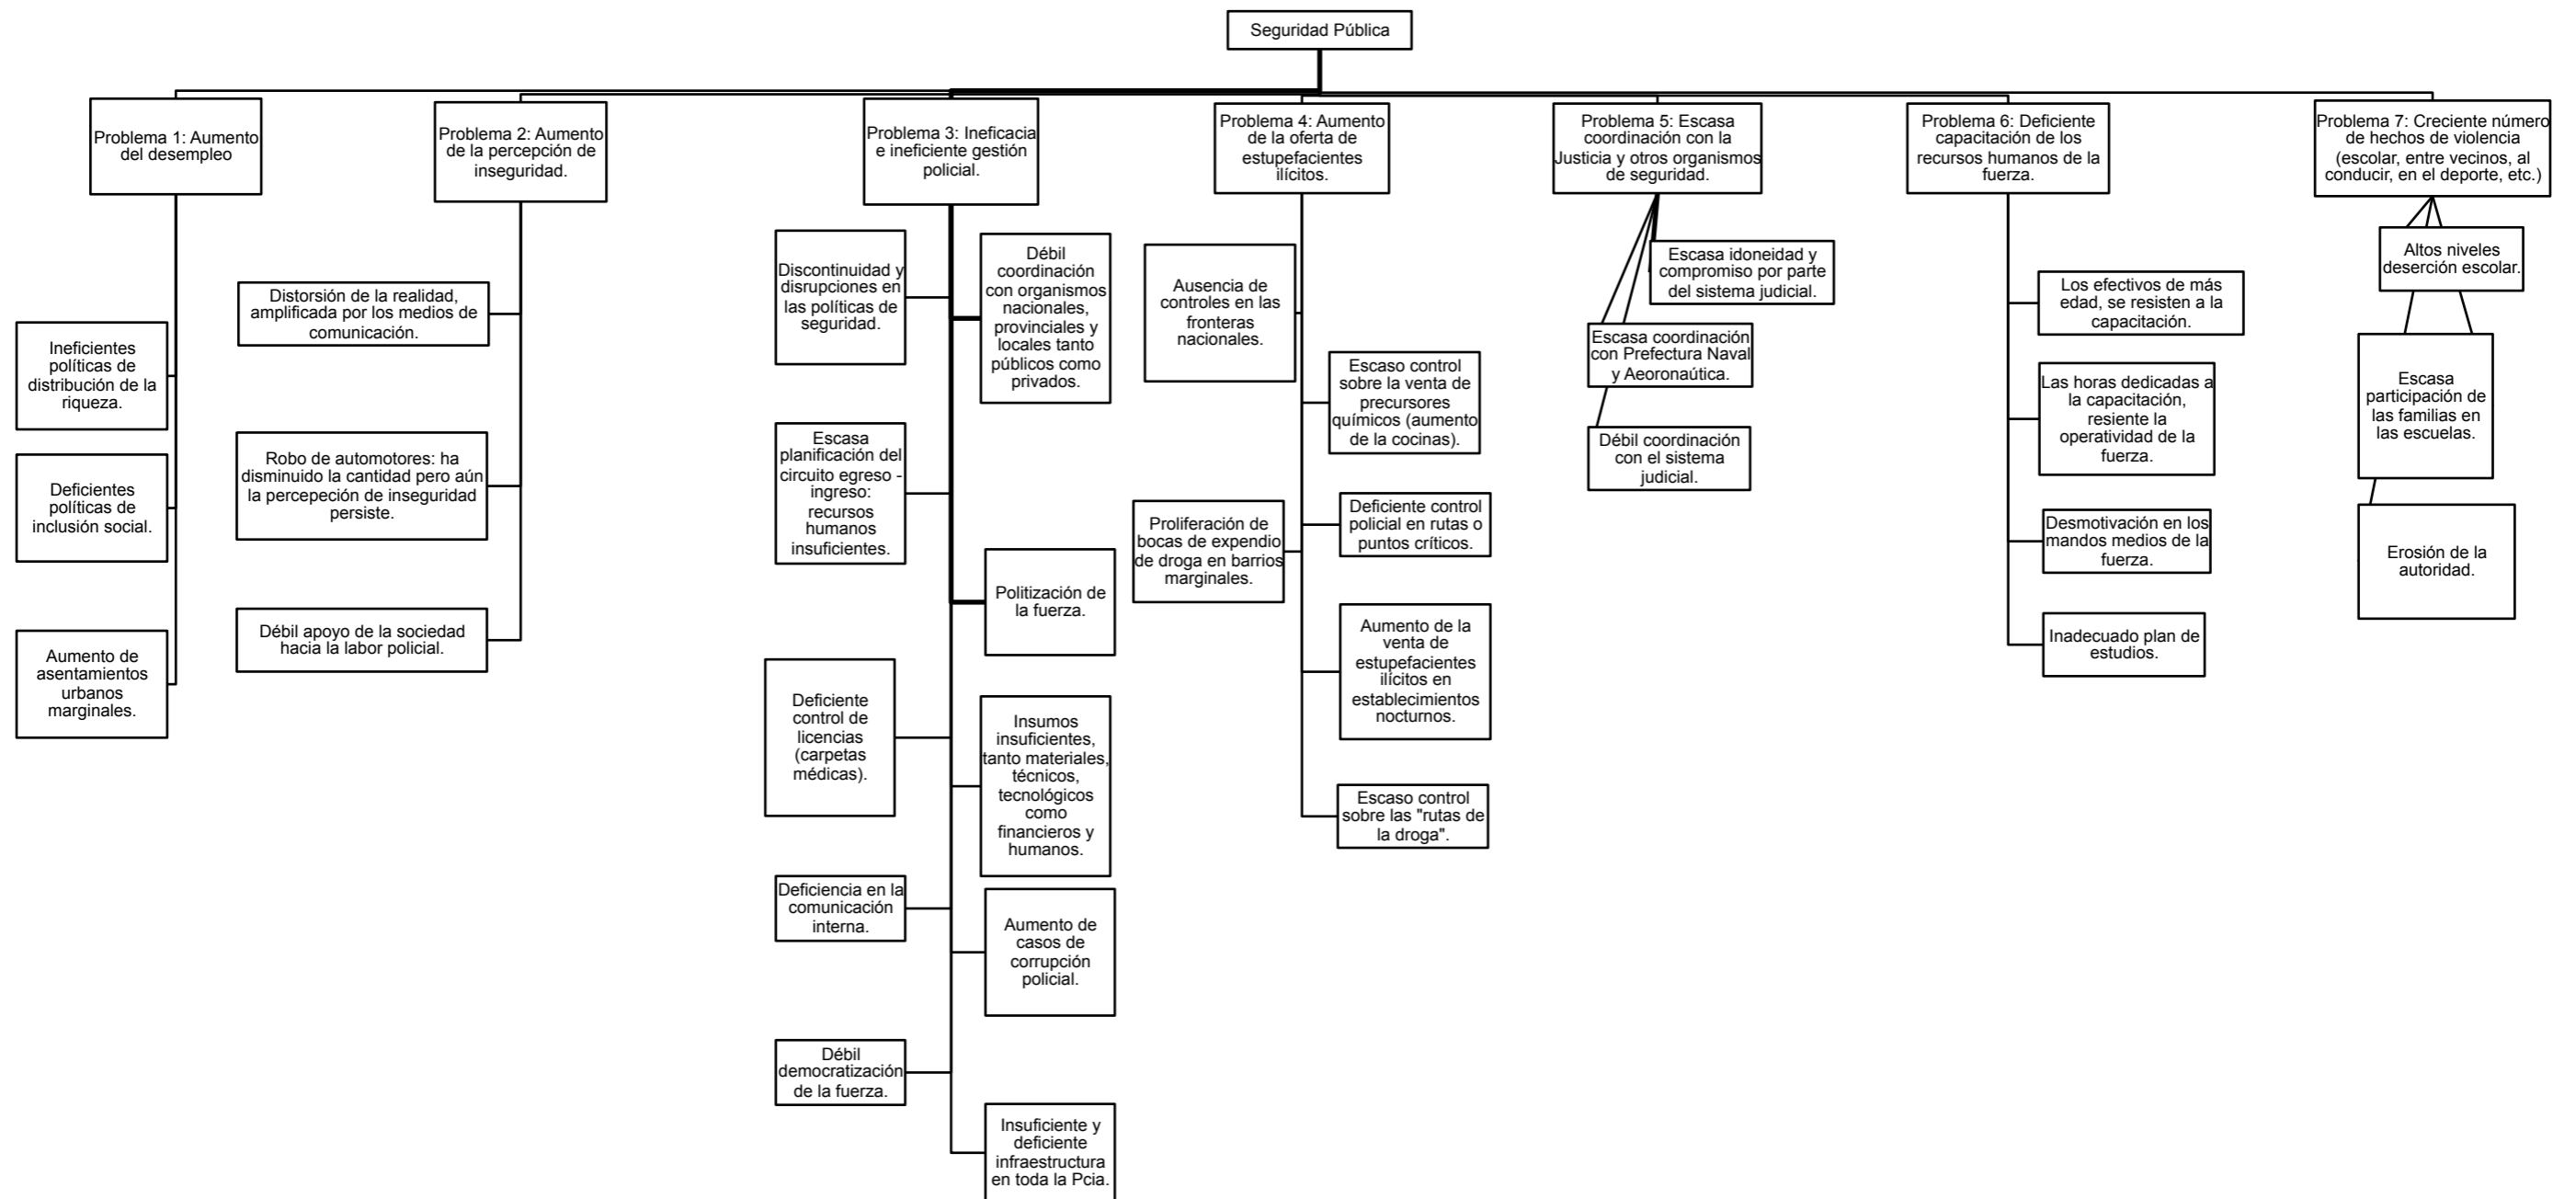 Seguridad Pública
Problema 1: Aumento
del desempleo
Problema 2: Aumento
de la percepción de
inseguridad.
Problema 3: Ineficacia
e ineficiente gestión
policial.
Problema 4: Aumento
de la oferta de
estupefacientes
ilícitos.
Problema 5: Escasa
coordinación con la
Justicia y otros organismos
de seguridad.
Problema 6: Deficiente
capacitación de los
recursos humanos de la
fuerza.
Problema 7: Creciente número
de hechos de violencia
(escolar, entre vecinos, al
conducir, en el deporte, etc.)
Ineficientes
políticas de
distribución de la
riqueza.
Deficientes
políticas de
inclusión social.
Aumento de
asentamientos
urbanos
marginales.
Distorsión de la realidad,
amplificada por los medios de
comunicación.
Robo de automotores: ha
disminuido la cantidad pero aún
la percepeción de inseguridad
persiste.
Débil apoyo de la sociedad
hacia la labor policial.
Discontinuidad y
disrupciones en
las políticas de
seguridad.
Débil
coordinación
con organismos
nacionales,
provinciales y
locales tanto
públicos como
privados.
Escasa
planificación del
circuito egreso -
ingreso:
recursos
humanos
insuficientes.
Politización de
la fuerza.
Deficiente
control de
licencias
(carpetas
médicas).
Insumos
insuficientes,
tanto materiales,
técnicos,
tecnológicos
como
financieros y
humanos.
Deficiencia en la
comunicación
interna.
Aumento de
casos de
corrupción
policial.
Débil
democratización
de la fuerza.
Insuficiente y
deficiente
infraestructura
en toda la Pcia.
Ausencia de
controles en las
fronteras
nacionales.
Escaso control
sobre la venta de
precursores
químicos (aumento
de la cocinas).
Proliferación de
bocas de expendio
de droga en barrios
marginales.
Deficiente control
policial en rutas o
puntos críticos.
Aumento de la
venta de
estupefacientes
ilícitos en
establecimientos
nocturnos.
Escaso control
sobre las "rutas de
la droga".
Escasa idoneidad y
compromiso por parte
del sistema judicial.
Escasa coordinación
con Prefectura Naval
y Aeoronaútica.
Débil coordinación
con el sistema
judicial.
Los efectivos de más
edad, se resisten a la
capacitación.
Las horas dedicadas a
la capacitación,
resiente la
operatividad de la
fuerza.
Desmotivación en los
mandos medios de la
fuerza.
Inadecuado plan de
estudios.
Altos niveles
deserción escolar.
Escasa
participación de
las familias en
las escuelas.
Erosión de la
autoridad.